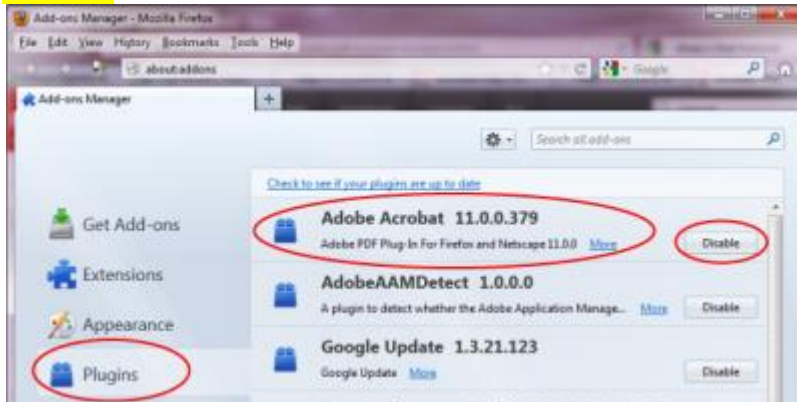 Add-ons Manager - Mozilla Firefox
File Edit View History Bookmarks Tools Help
about:addons
Google
Add-ons Manager
Search all add-ons
Check to see if your plugins are up to date
Get Add-ons
Adobe Acrobat 11.0.0.379
Adobe PDF Plug-In For Firefox and Netscape 11.0.0 More
Disable
Extensions
AdobeAAMDetect 1.0.0.0
A plugin to detect whether the Adobe Application Manage... More
Disable
Appearance
Google Update 1.3.21.123
Google Update More
Disable
Plugins